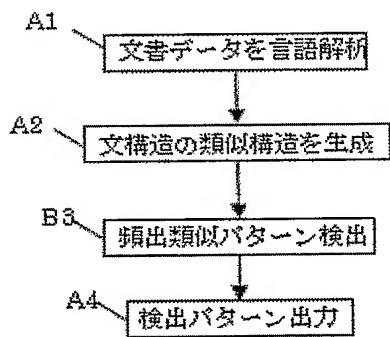 A1
文書データを言語解析
A2
文構造の類似構造を生成
B3
頻出類似パターン検出
A4
検出パターン出力